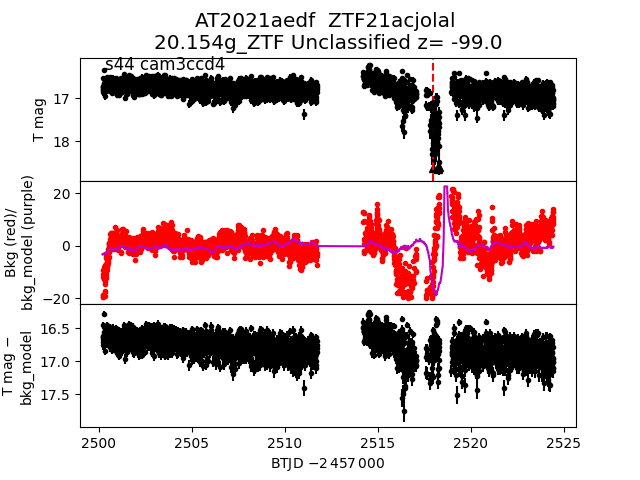 AT2021aedf  ZTF21acjolal
20.154g_ZTF Unclassified z= -99.0
s44 cam3ccd4
17
18
T mag
20
0
−20
Bkg (red)/
bkg_model (purple)
16.5
17.0
17.5
T mag −
bkg_model
2500
2505
2510
2515
2520
2525
BTJD −2 457 000